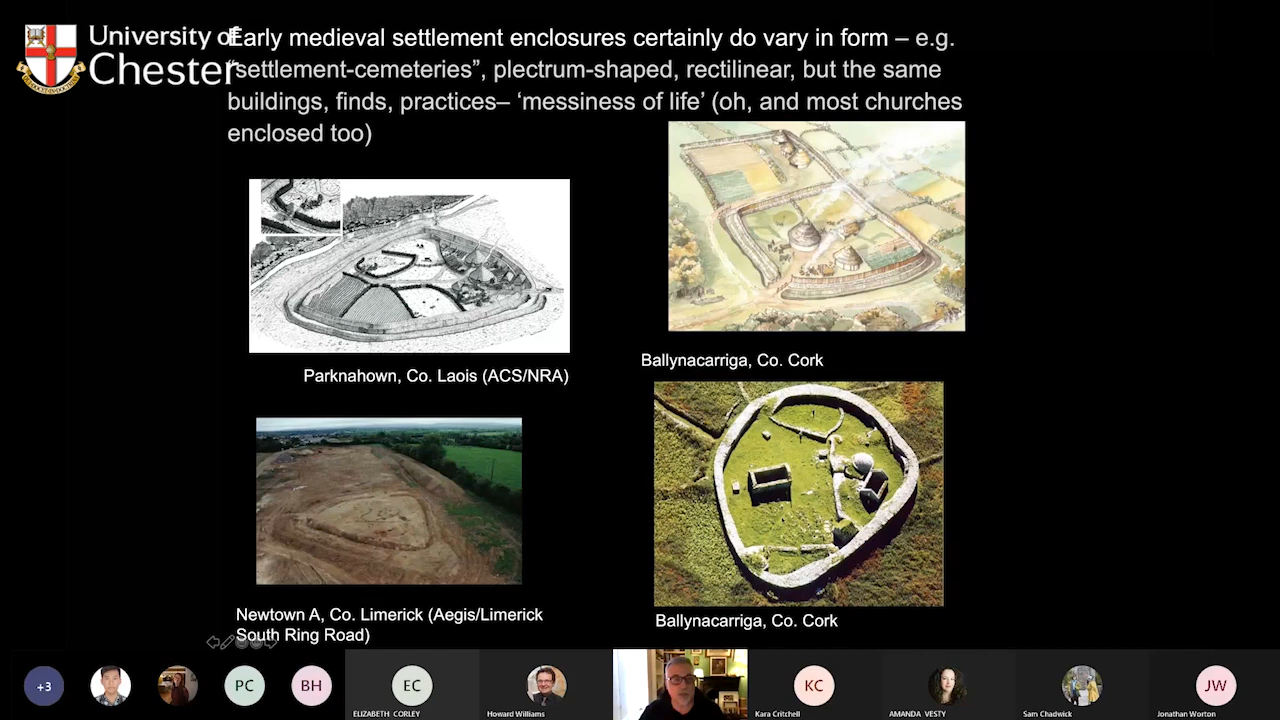 University of
Chester
Early medieval settlement enclosures certainly do vary in form – e.g.
“settlement-cemeteries”, plectrum-shaped, rectilinear, but the same
buildings, finds, practices– ‘messiness of life’ (oh, and most churches
enclosed too)
Parknahown, Co. Laois (ACS/NRA)
Ballynacarriga, Co. Cork
Newtown A, Co. Limerick (Aegis/Limerick
South Ring Road)
Ballynacarriga, Co. Cork
+3
PC
BH
EC
ELIZABETH CORLEY
Howard Williams
KC
Kara Critchell
AMANDA VESTY
Sam Chadwick
JW
Jonathan Worton